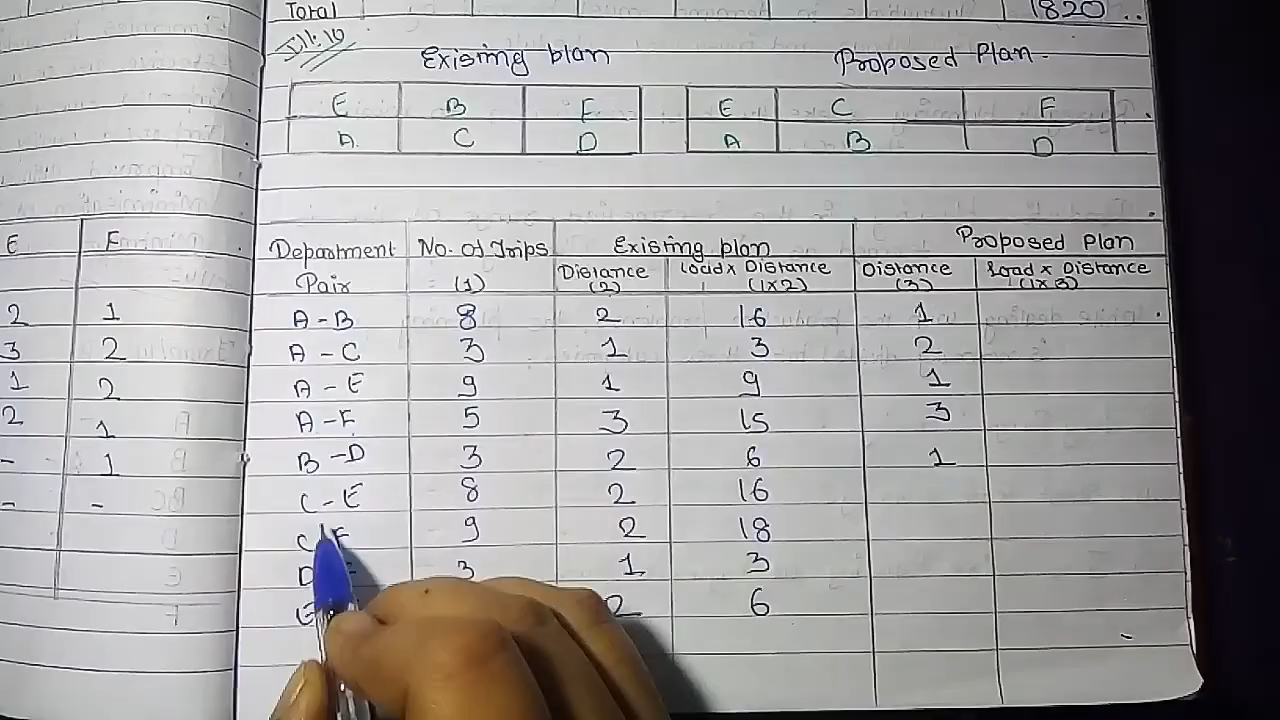 Total 1820 ..
Ill. 10
Exising plan Proposed Plan-
E B F E C F
A C D A B D
E F Department No. of Trips Existing plan Proposed Plan
Pair (1) Distance (2) Load x Distance (1x2) Distance (3) Load x Distance (1x3)
2 1 A - B 8 2 16 1
3 2 A - C 3 1 3 2
1 2 A - E 9 1 9 1
2 1 A - F 5 3 15 3
- 1 B - D 3 2 6 1
- - C - E 8 2 16
C F 9 2 18
D 3 1 3
E 2 6